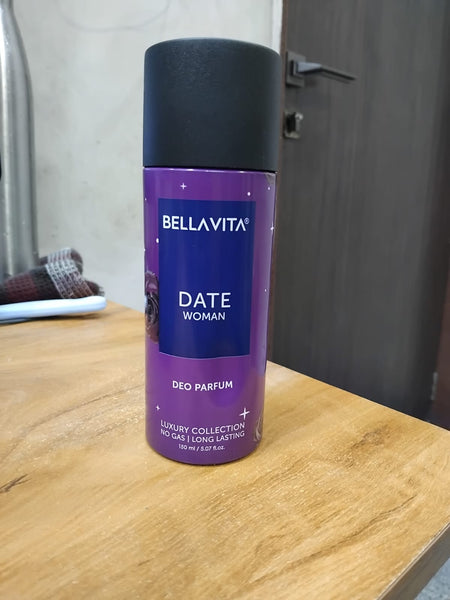 BELLAVITA®
DATE
WOMAN
DEO PARFUM
LUXURY COLLECTION
NO GAS | LONG LASTING
150 ml / 5.07 fl.oz.